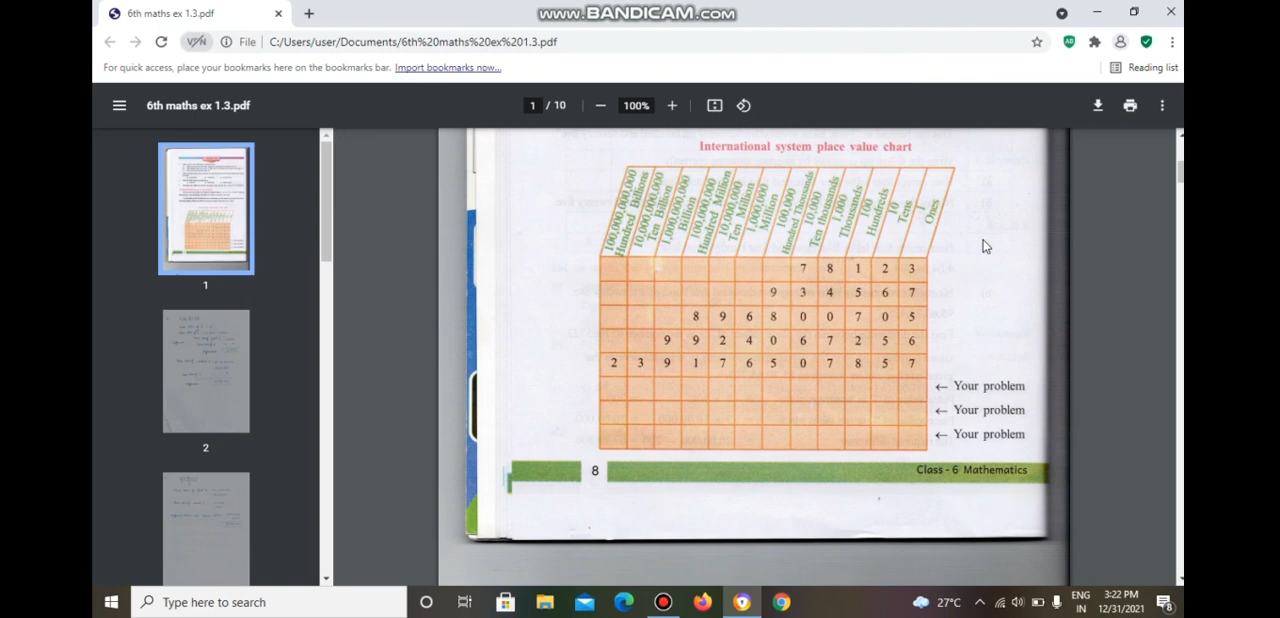 6th maths ex 1.3.pdf
www.BANDICAM.com
VPN
File
C:/Users/user/Documents/6th%20maths%20ex%201.3.pdf
For quick access, place your bookmarks here on the bookmarks bar. Import bookmarks now...
Reading list
6th maths ex 1.3.pdf
1 / 10
100%
International system place value chart
100,000,000,000 Hundred Billion
10,000,000,000 Ten Billion
1,000,000,000 Billion
100,000,000 Hundred Million
10,000,000 Ten Million
1,000,000 Million
100,000 Hundred Thousands
10,000 Ten thousands
1,000 Thousands
100 Hundreds
10 Tens
1 Ones
7 8 1 2 3
9 3 4 5 6 7
8 9 6 8 0 0 7 0 5
9 9 2 4 0 6 7 2 5 6
2 3 9 1 7 6 5 0 7 8 5 7
← Your problem
← Your problem
← Your problem
8
Class - 6 Mathematics
1
2
Type here to search
27°C
ENG
IN
3:22 PM
12/31/2021
8